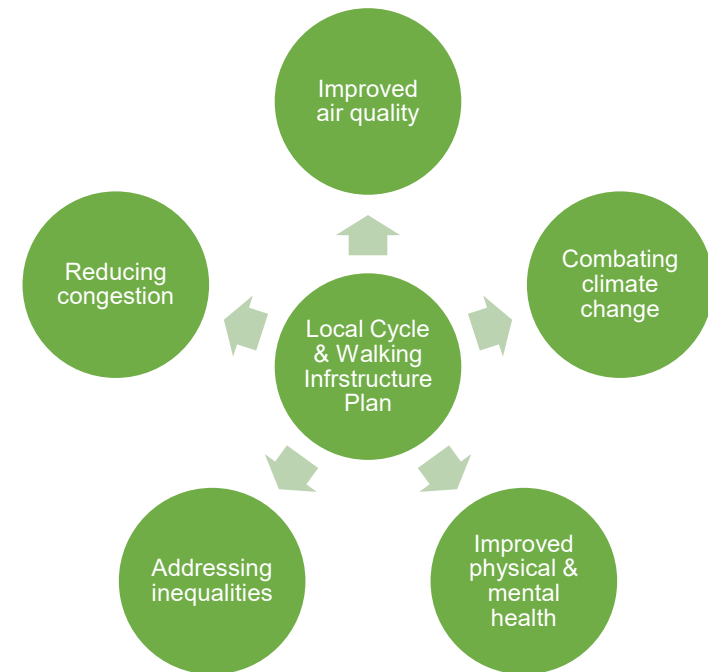 Improved
air quality
Combating
climate
change
Improved
physical &
mental
health
Addressing
inequalities
Reducing
congestion
Local Cycle
& Walking
Infrstructure
Plan